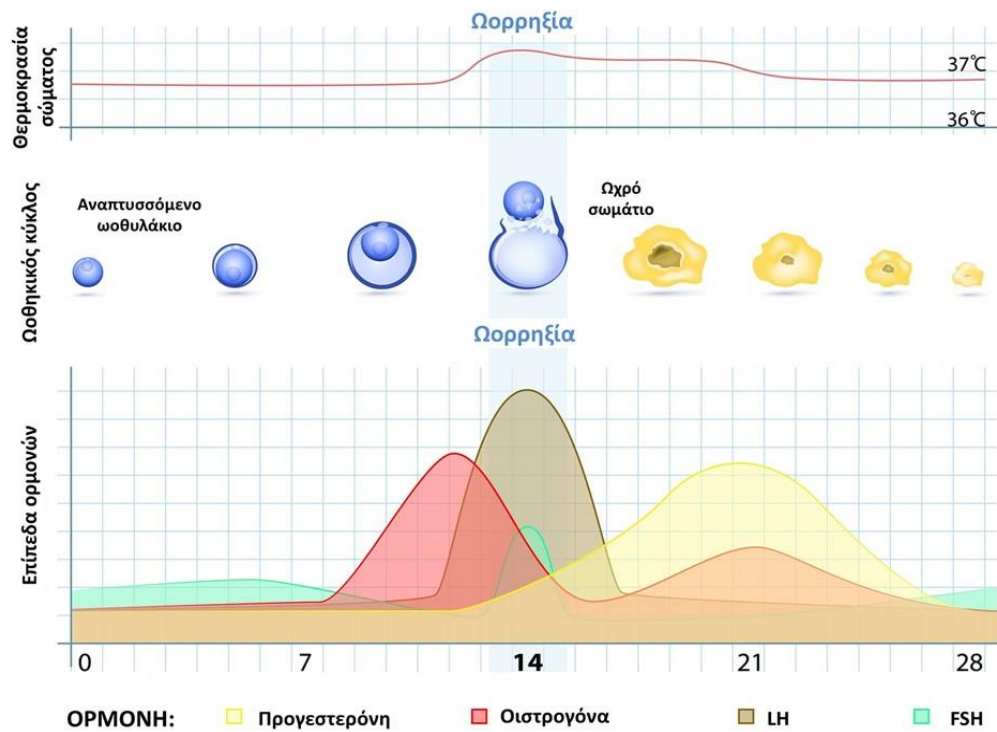 Ωορρηξία
Θερμοκρασία
σώματος
37℃
36℃
Ωοθηκικός κύκλος
Αναπτυσσόμενο
ωοθυλάκιο
Ωχρό
σωμάτιο
Ωορρηξία
Επίπεδα ορμονών
0 7 14 21 28
ΟΡΜΟΝΗ: Προγεστερόνη Οιστρογόνα LH FSH